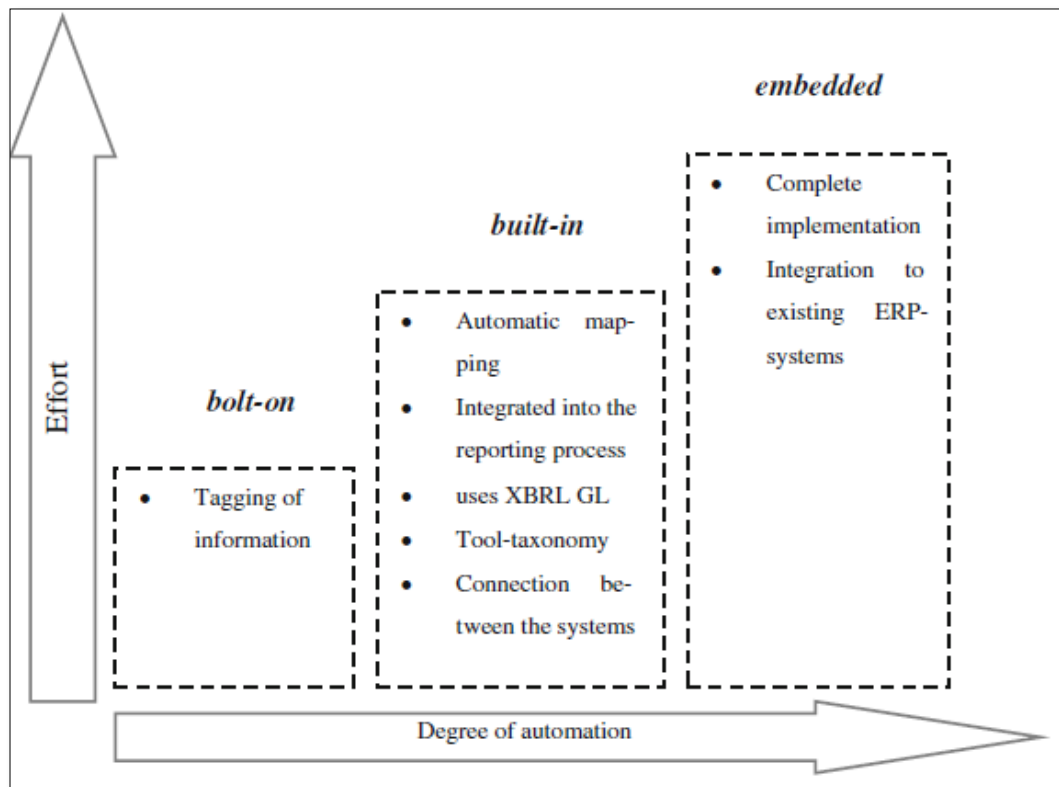 embedded
• Complete
implementation
• Integration to
existing ERP-
systems
built-in
• Automatic map-
ping
• Integrated into the
reporting process
• uses XBRL GL
• Tool-taxonomy
• Connection be-
tween the systems
bolt-on
• Tagging of
information
Effort
Degree of automation